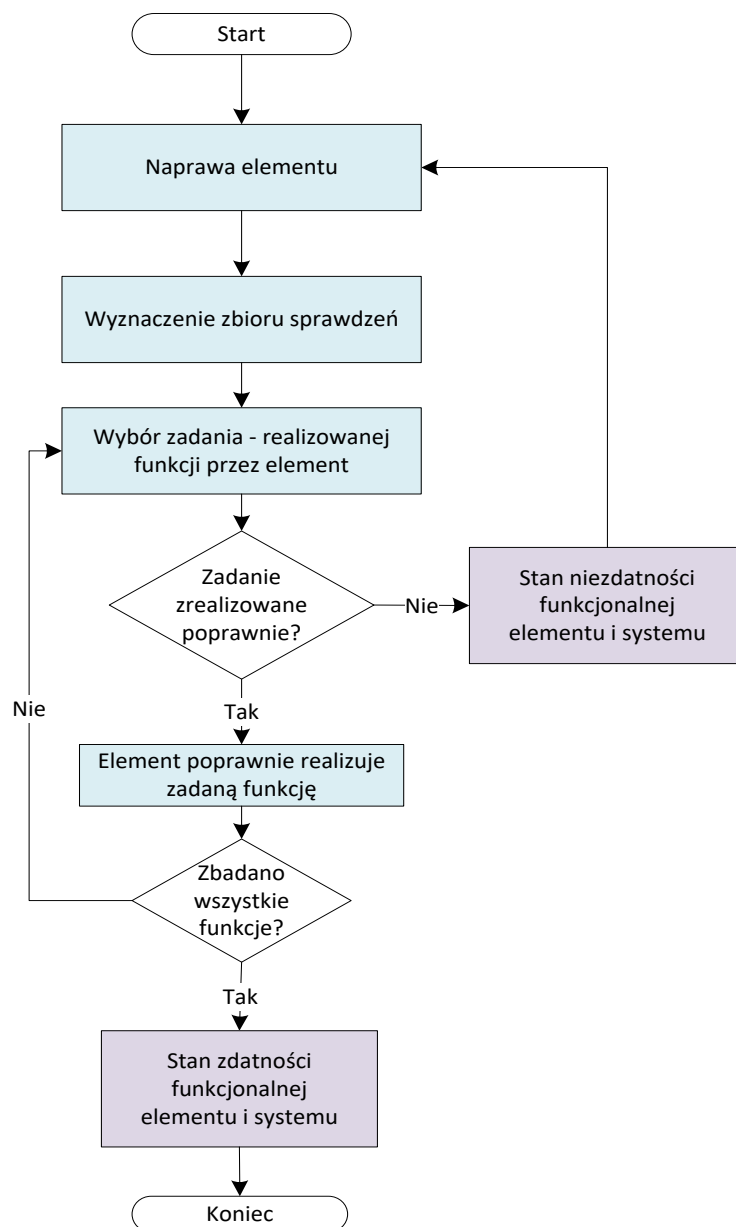 Start
Naprawa elementu
Wyznaczenie zbioru sprawdzeń
Wybór zadania - realizowanej
funkcji przez element
Zadanie
zrealizowane
poprawnie?
Nie
Stan niezdatności
funkcjonalnej
elementu i systemu
Tak
Nie
Element poprawnie realizuje
zadaną funkcję
Zbadano
wszystkie
funkcje?
Tak
Stan zdatności
funkcjonalnej
elementu i systemu
Koniec